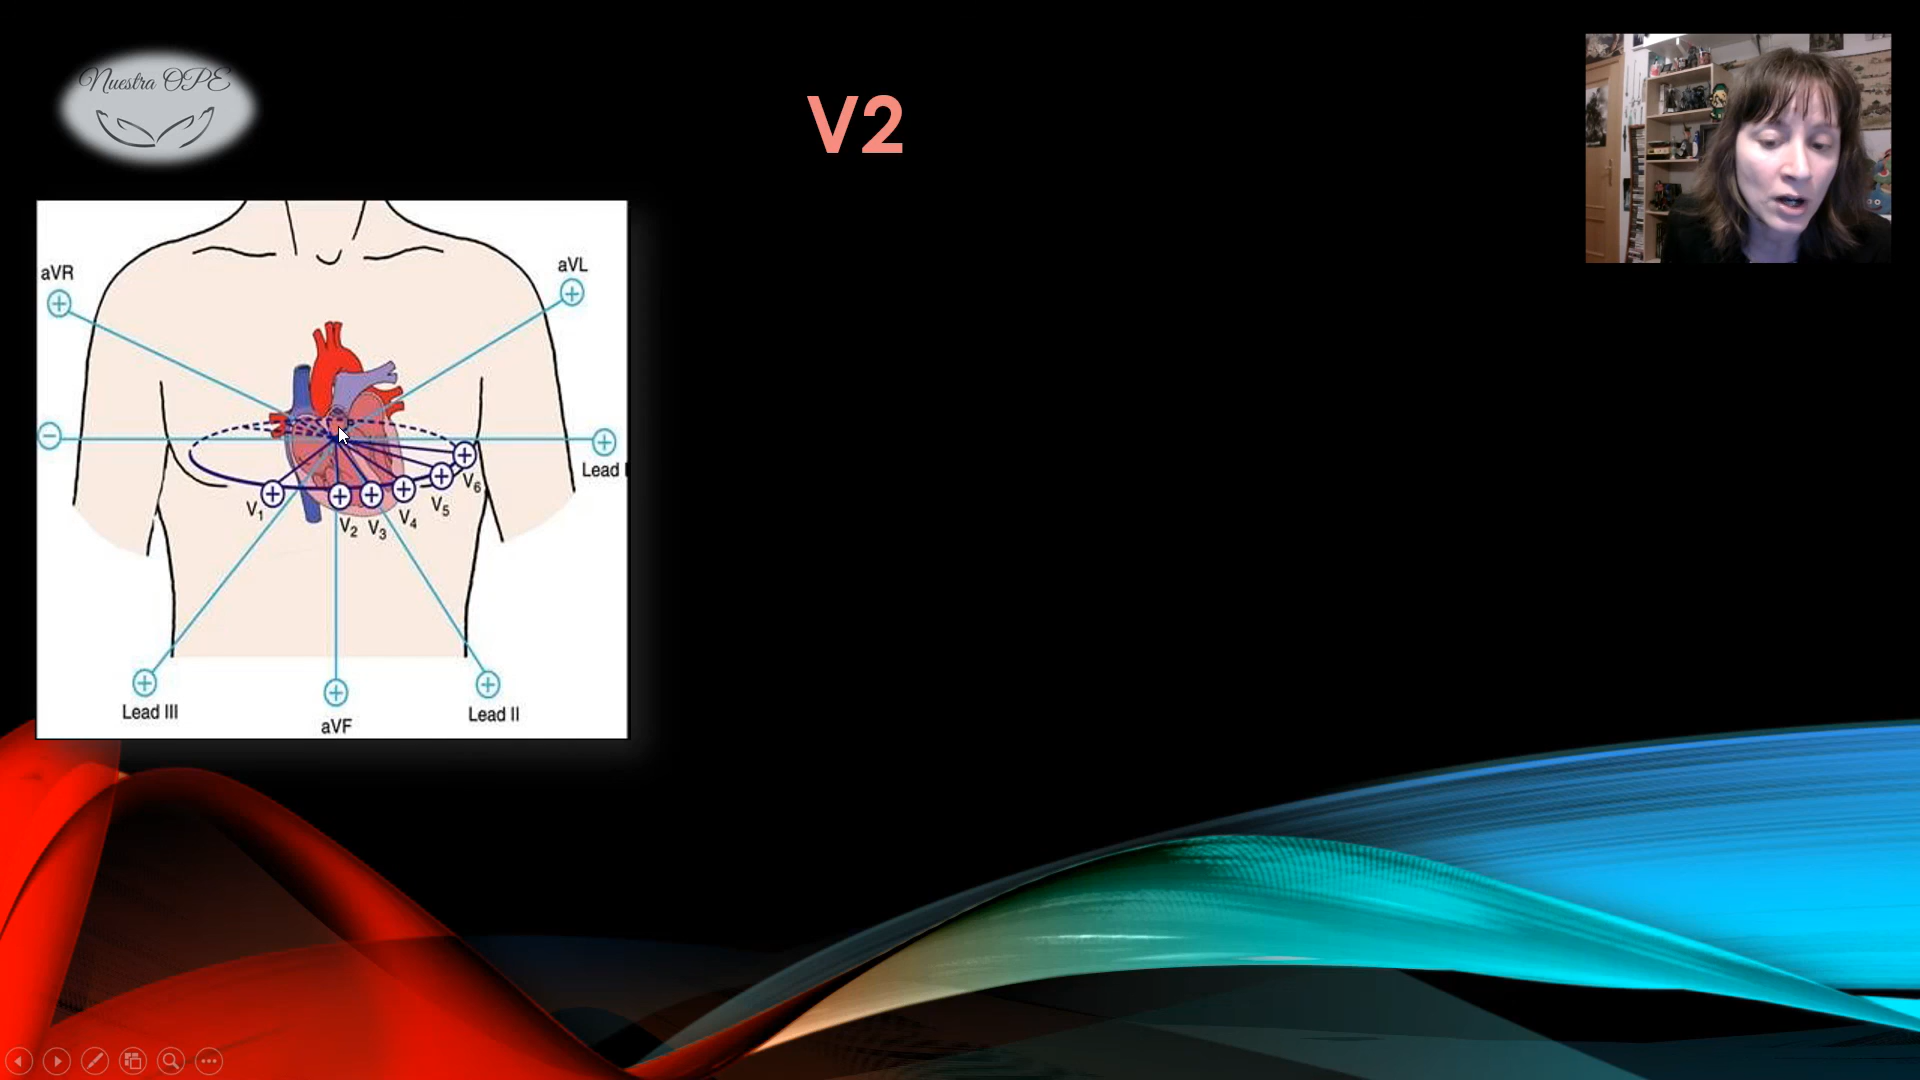 Nuestra OPE
V2
aVR
aVL
Lead I
V1
V2
V3
V4
V5
V6
Lead III
aVF
Lead II